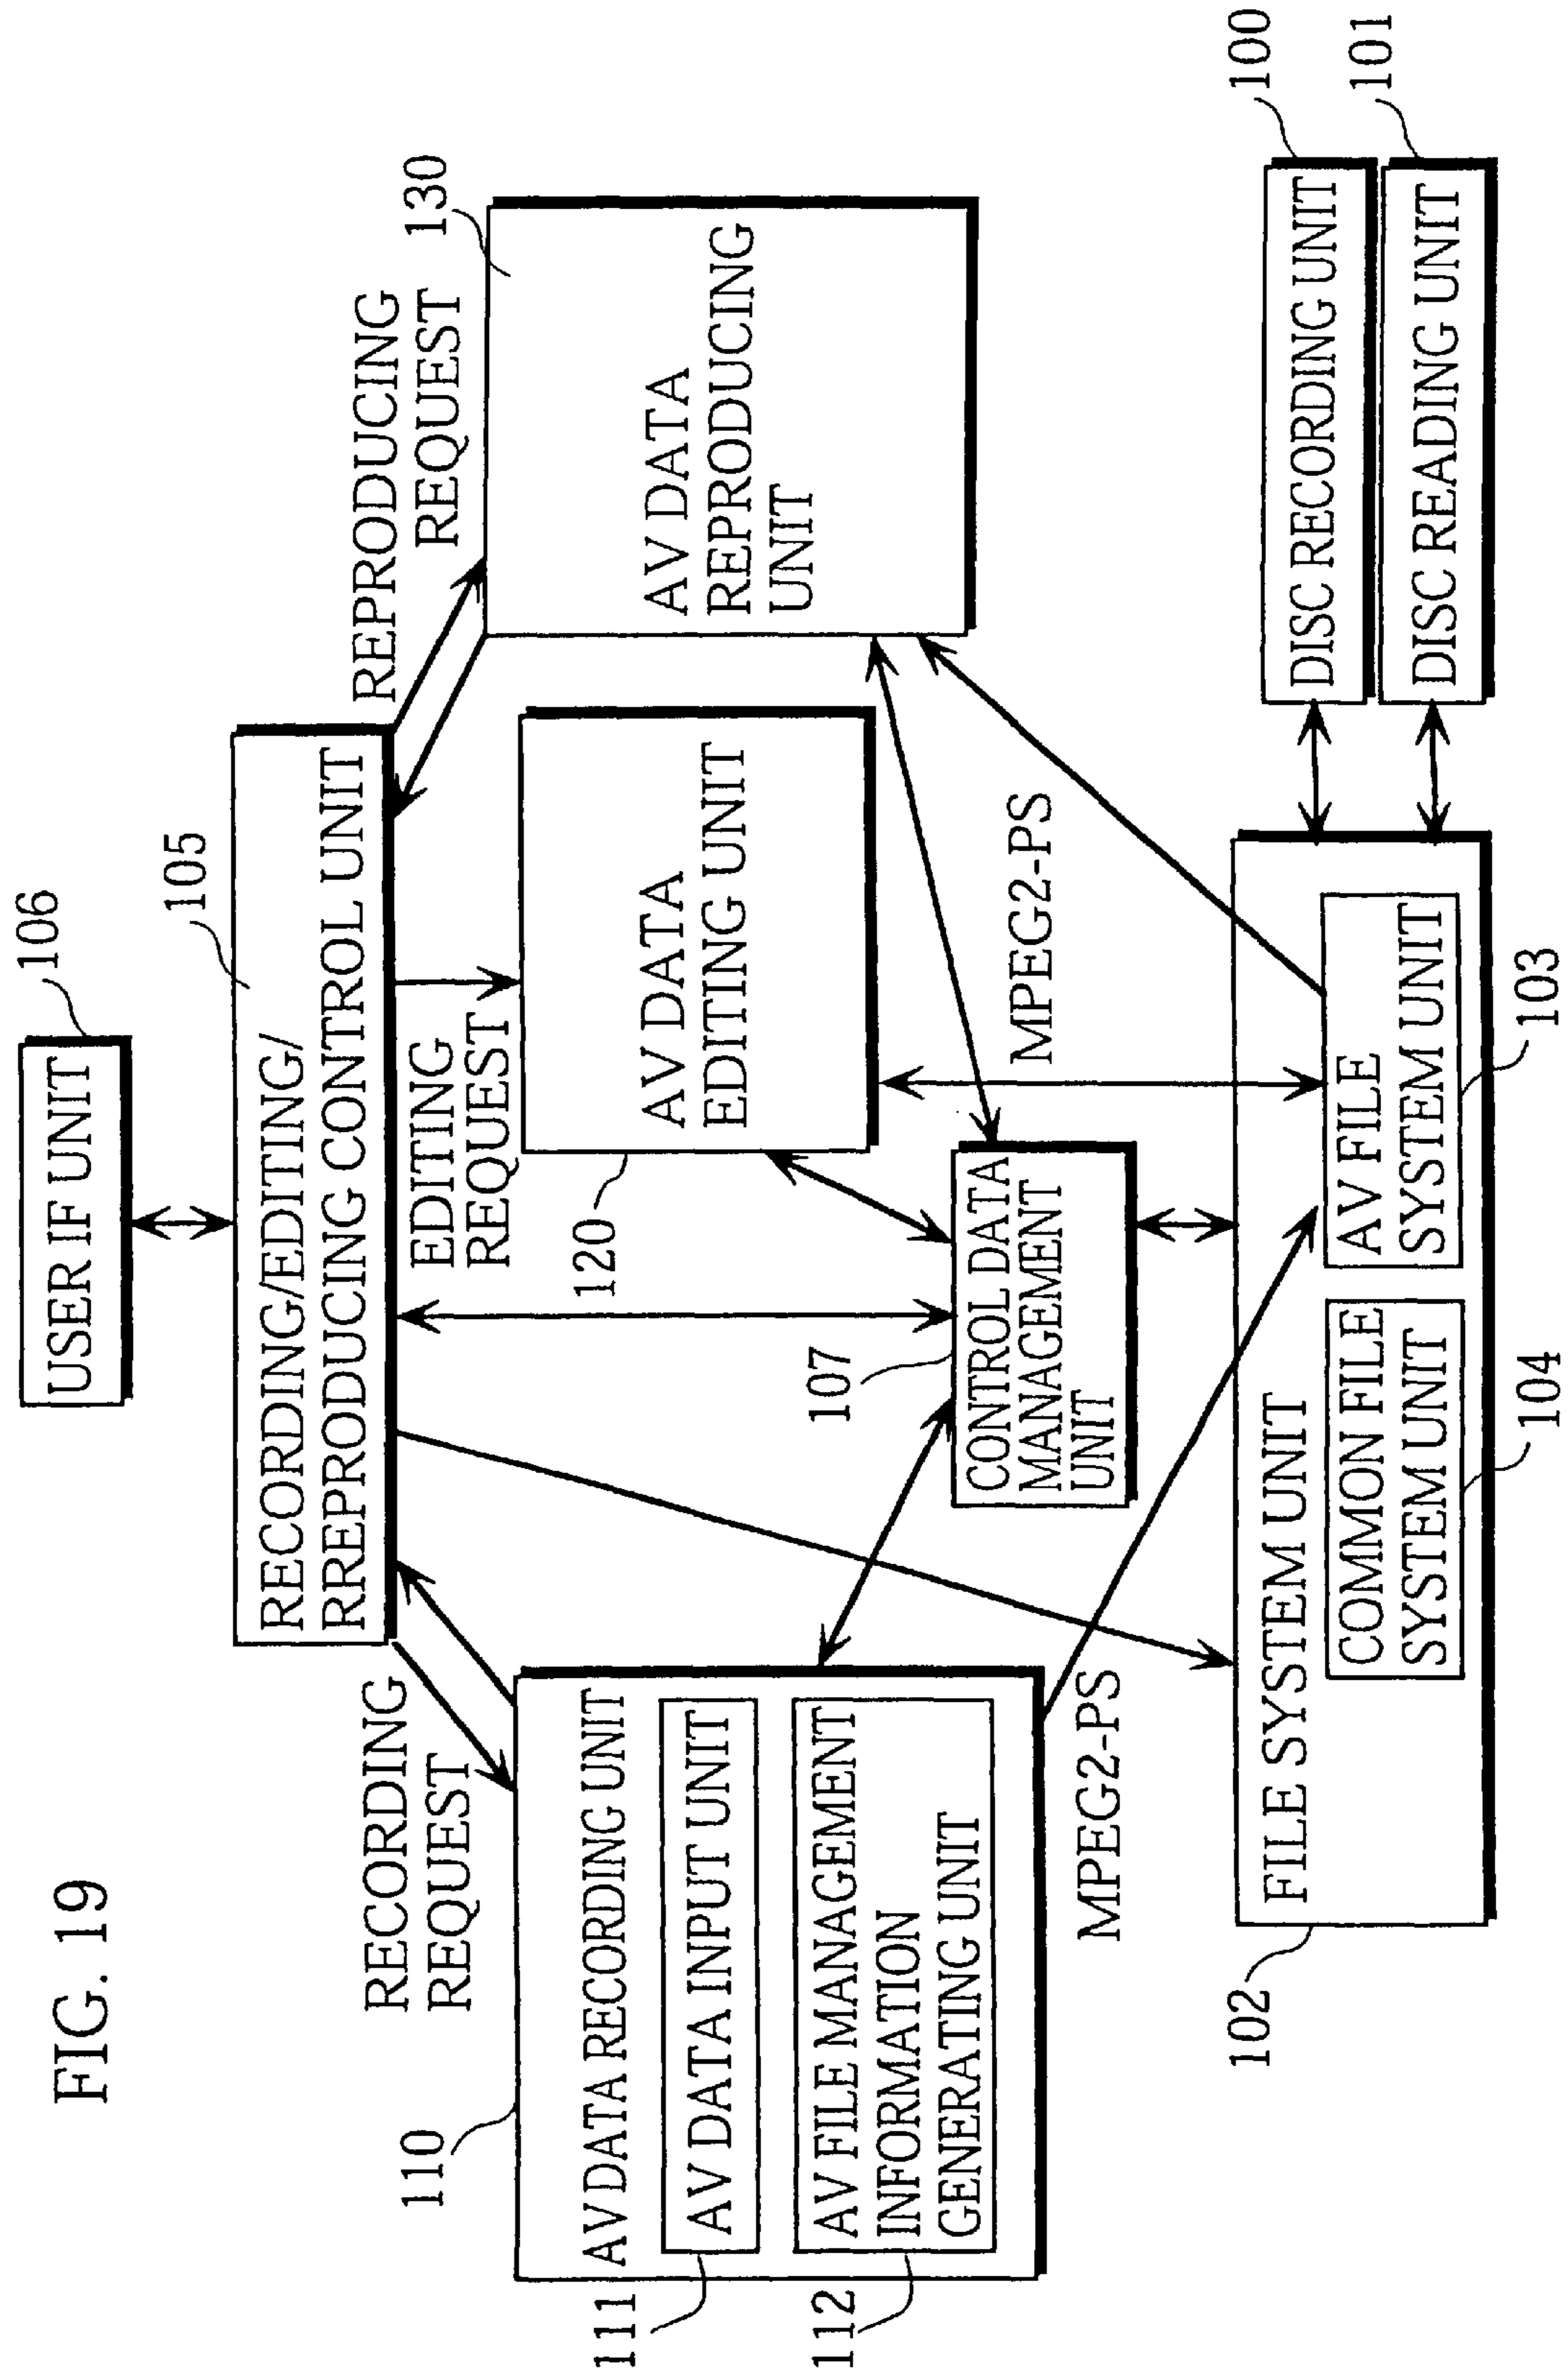 FIG. 19
USER IF UNIT
106
RECORDING/EDITING/
RREPRODUCING CONTROL UNIT
105
RECORDING
REQUEST
EDITING
REQUEST
REPRODUCING
REQUEST
110
AV DATA RECORDING UNIT
111
AV DATA INPUT UNIT
112
AV FILE MANAGEMENT
INFORMATION
GENERATING UNIT
120
AV DATA
EDITING UNIT
130
AV DATA
REPRODUCING
UNIT
107
CONTROL DATA
MANAGEMENT
UNIT
MPEG2-PS
MPEG2-PS
102
FILE SYSTEM UNIT
COMMON FILE
SYSTEM UNIT
104
AV FILE
SYSTEM UNIT
103
DISC RECORDING UNIT
100
DISC READING UNIT
101